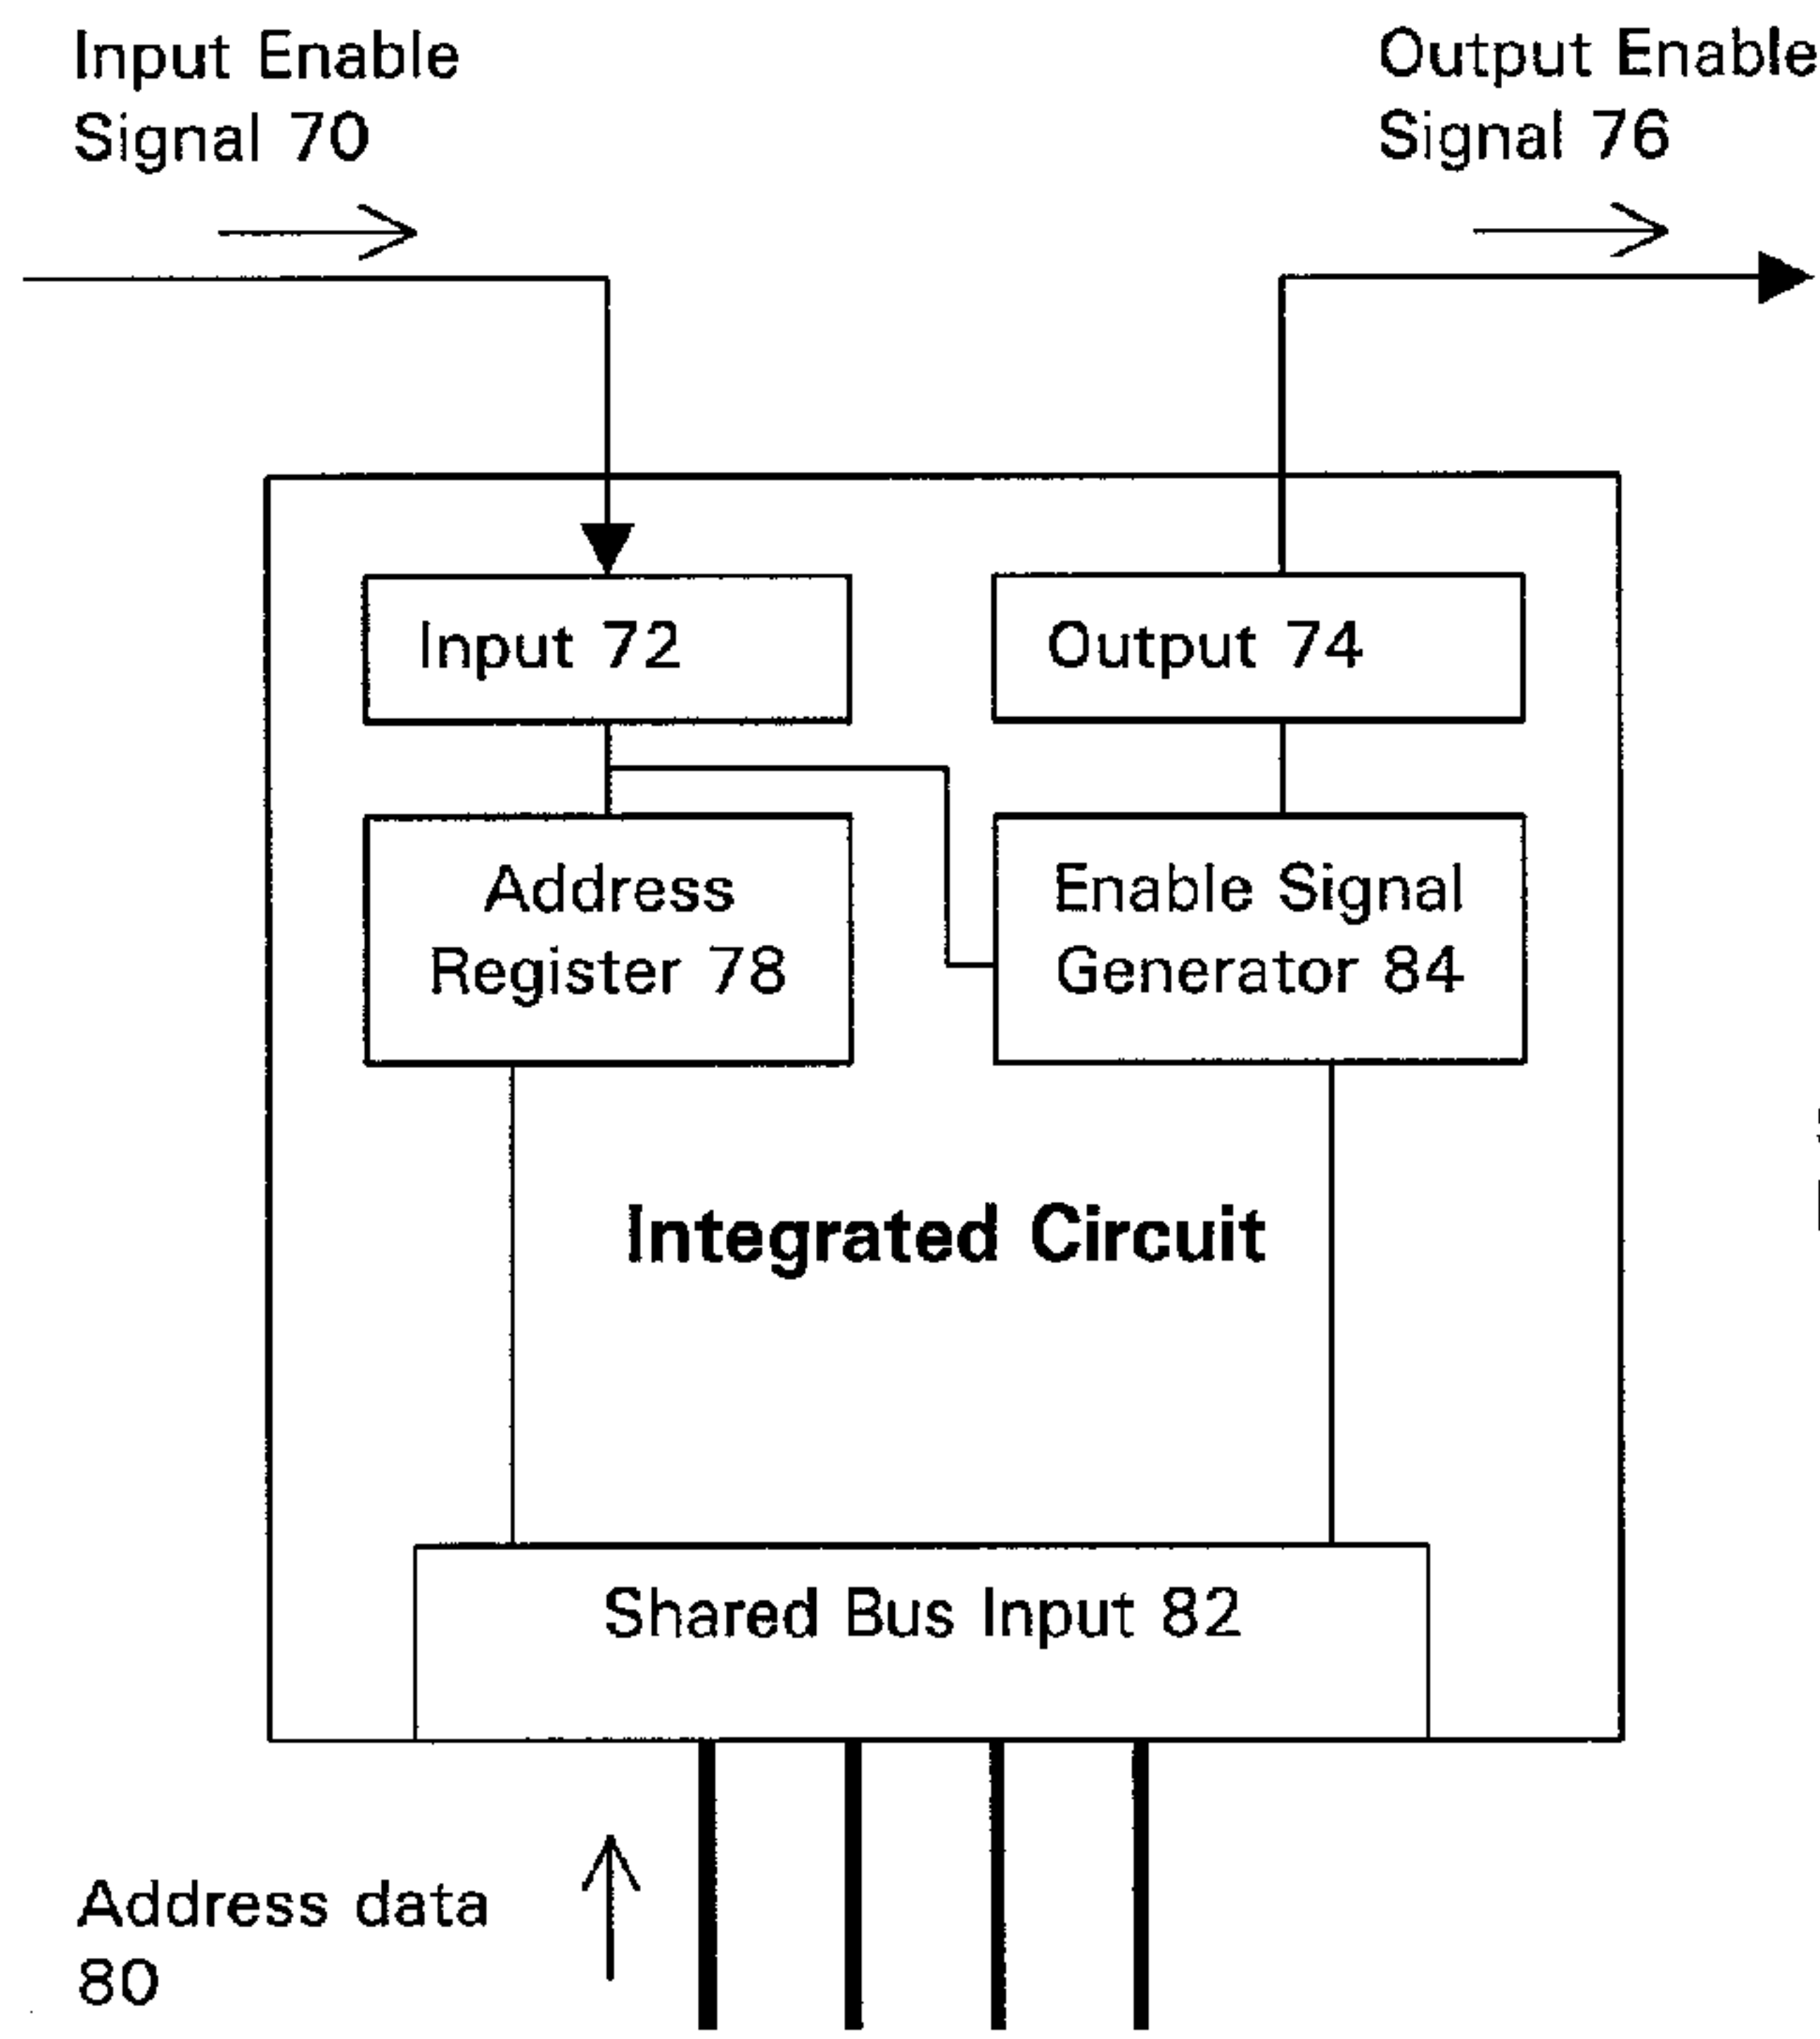 Input Enable
Signal 70
Output Enable
Signal 76
Input 72
Output 74
Address
Register 78
Enable Signal
Generator 84
Integrated Circuit
Shared Bus Input 82
Address data
80